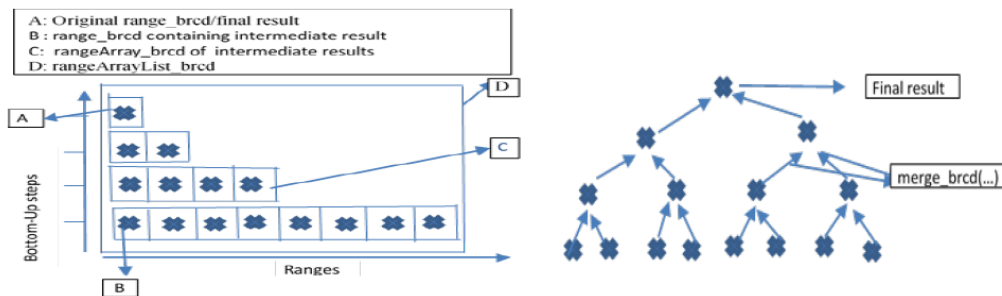 A: Original range_brcd/final result
B : range_brcd containing intermediate result
C: rangeArray_brcd of intermediate results
D: rangeArrayList_brcd
D
A
C
Bottom-Up steps
Ranges
B
Final result
merge_brcd(...)